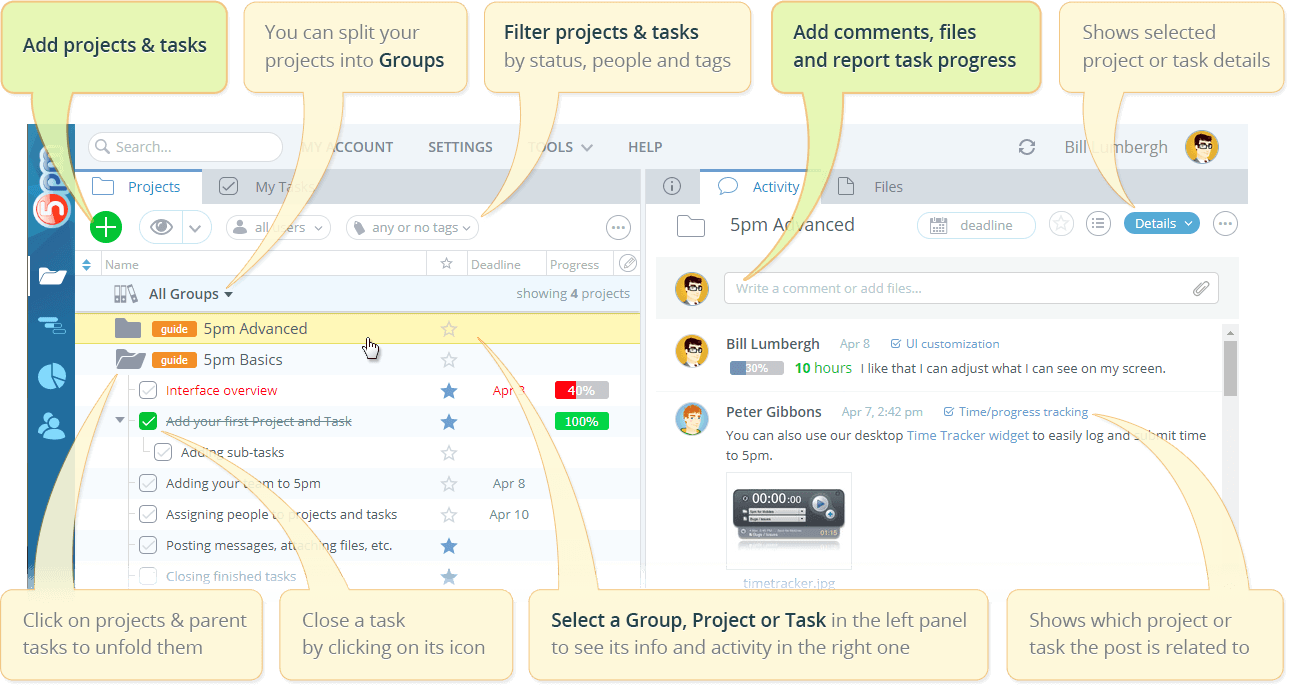 Add projects & tasks
You can split your
projects into Groups
Filter projects & tasks
by status, people and tags
Add comments, files
and report task progress
Shows selected
project or task details
5pm
Search...
MY ACCOUNT
SETTINGS
TOOLS
HELP
Bill Lumbergh
Projects
My Tasks
Activity
Files
all users
any or no tags
5pm Advanced
deadline
Details
Name
Deadline
Progress
All Groups
showing 4 projects
Write a comment or add files...
guide 5pm Advanced
guide 5pm Basics
Interface overview
Apr 3
40%
Add your first Project and Task
100%
Adding sub-tasks
Adding your team to 5pm
Apr 8
Assigning people to projects and tasks
Apr 10
Posting messages, attaching files, etc.
Closing finished tasks
Bill Lumbergh Apr 8 UI customization
30% 10 hours I like that I can adjust what I can see on my screen.
Peter Gibbons Apr 7, 2:42 pm Time/progress tracking
You can also use our desktop Time Tracker widget to easily log and submit time
to 5pm.
00:00:00
01:15
timetracker.jpg
Click on projects & parent
tasks to unfold them
Close a task
by clicking on its icon
Select a Group, Project or Task in the left panel
to see its info and activity in the right one
Shows which project or
task the post is related to